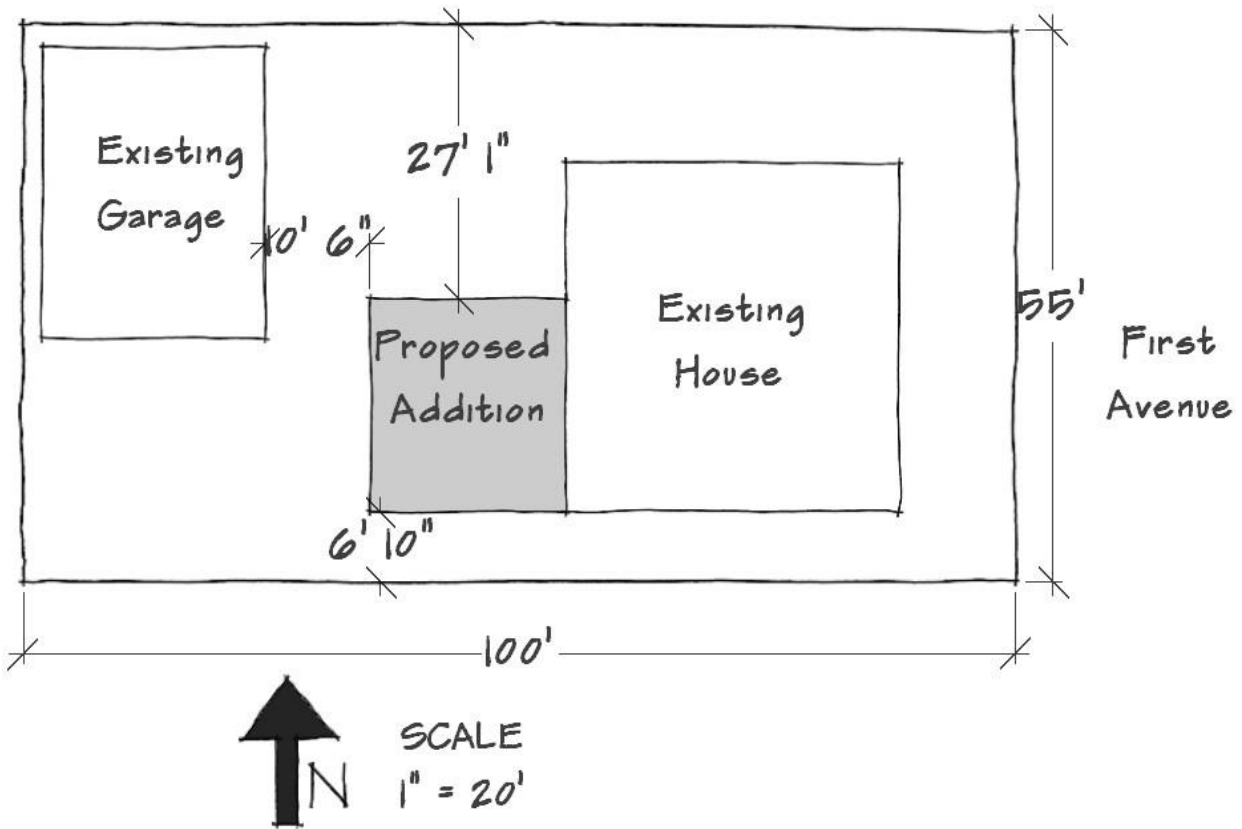 Existing
Garage
27' 1"
10' 6"
Proposed
Addition
Existing
House
55'
First
Avenue
6' 10"
100'
N
SCALE
1" = 20'